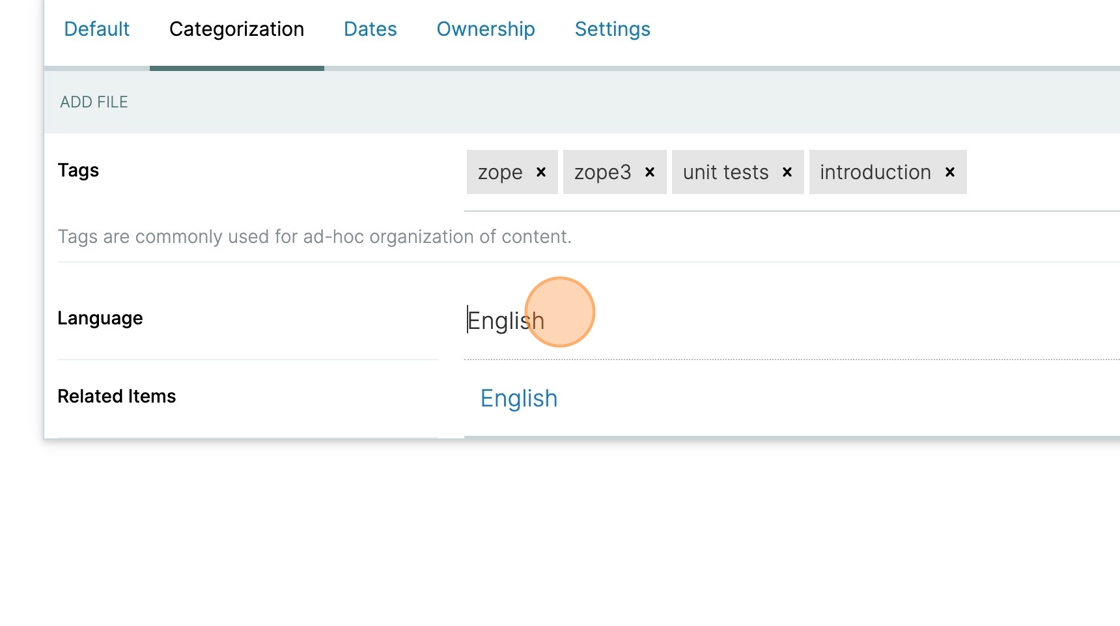 Default Categorization Dates Ownership Settings
ADD FILE
Tags zope × zope3 × unit tests × introduction ×
Tags are commonly used for ad-hoc organization of content.
Language English
Related Items English